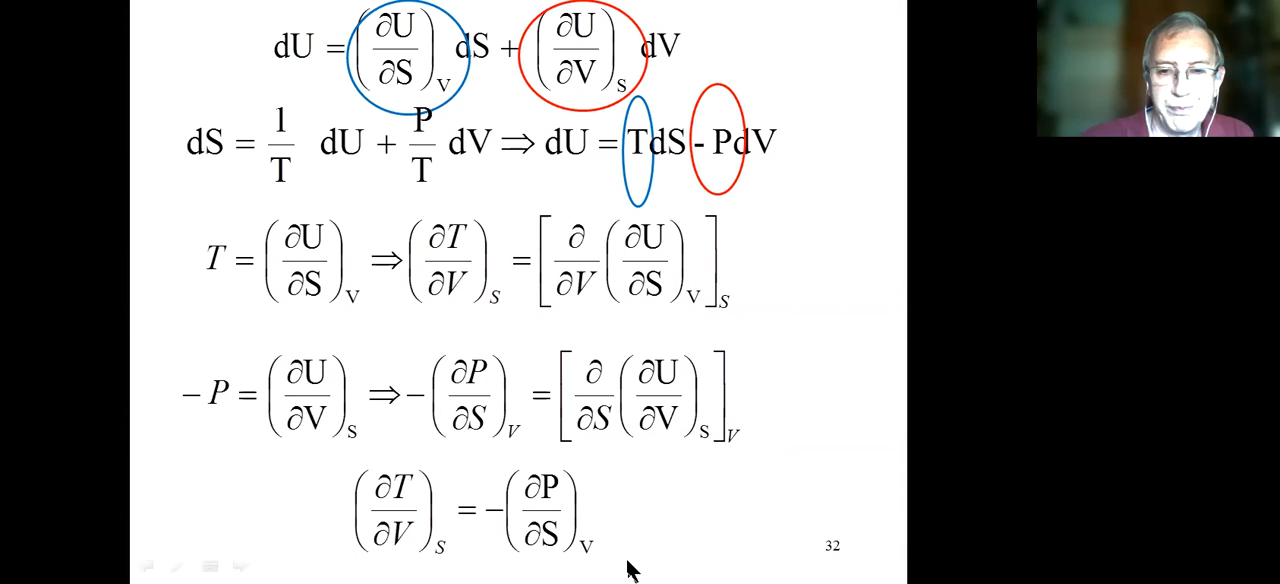 dU = (∂U/∂S)_V dS + (∂U/∂V)_S dV
dS = 1/T dU + P/T dV ⇒ dU = TdS - PdV
T = (∂U/∂S)_V ⇒ (∂T/∂V)_S = [∂/∂V (∂U/∂S)_V]_S
− P = (∂U/∂V)_S ⇒ − (∂P/∂S)_V = [∂/∂S (∂U/∂V)_S]_V
(∂T/∂V)_S = − (∂P/∂S)_V
32